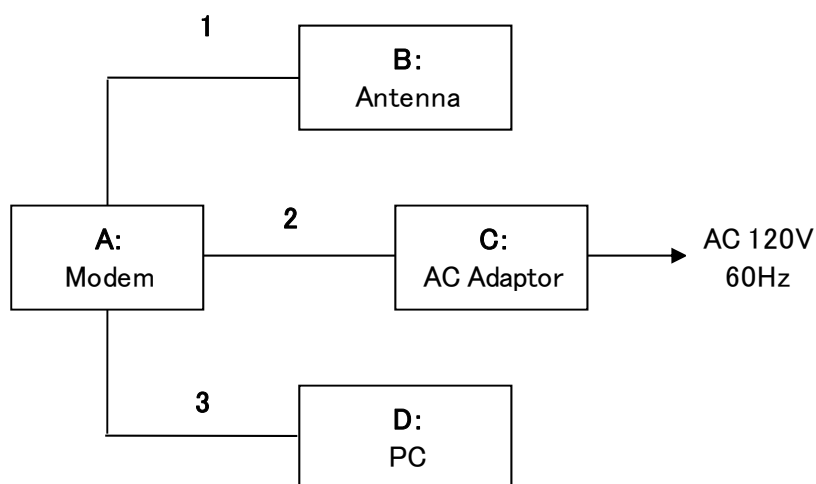 1
B:
Antenna
A:
Modem
2
C:
AC Adaptor
AC 120V
60Hz
3
D:
PC